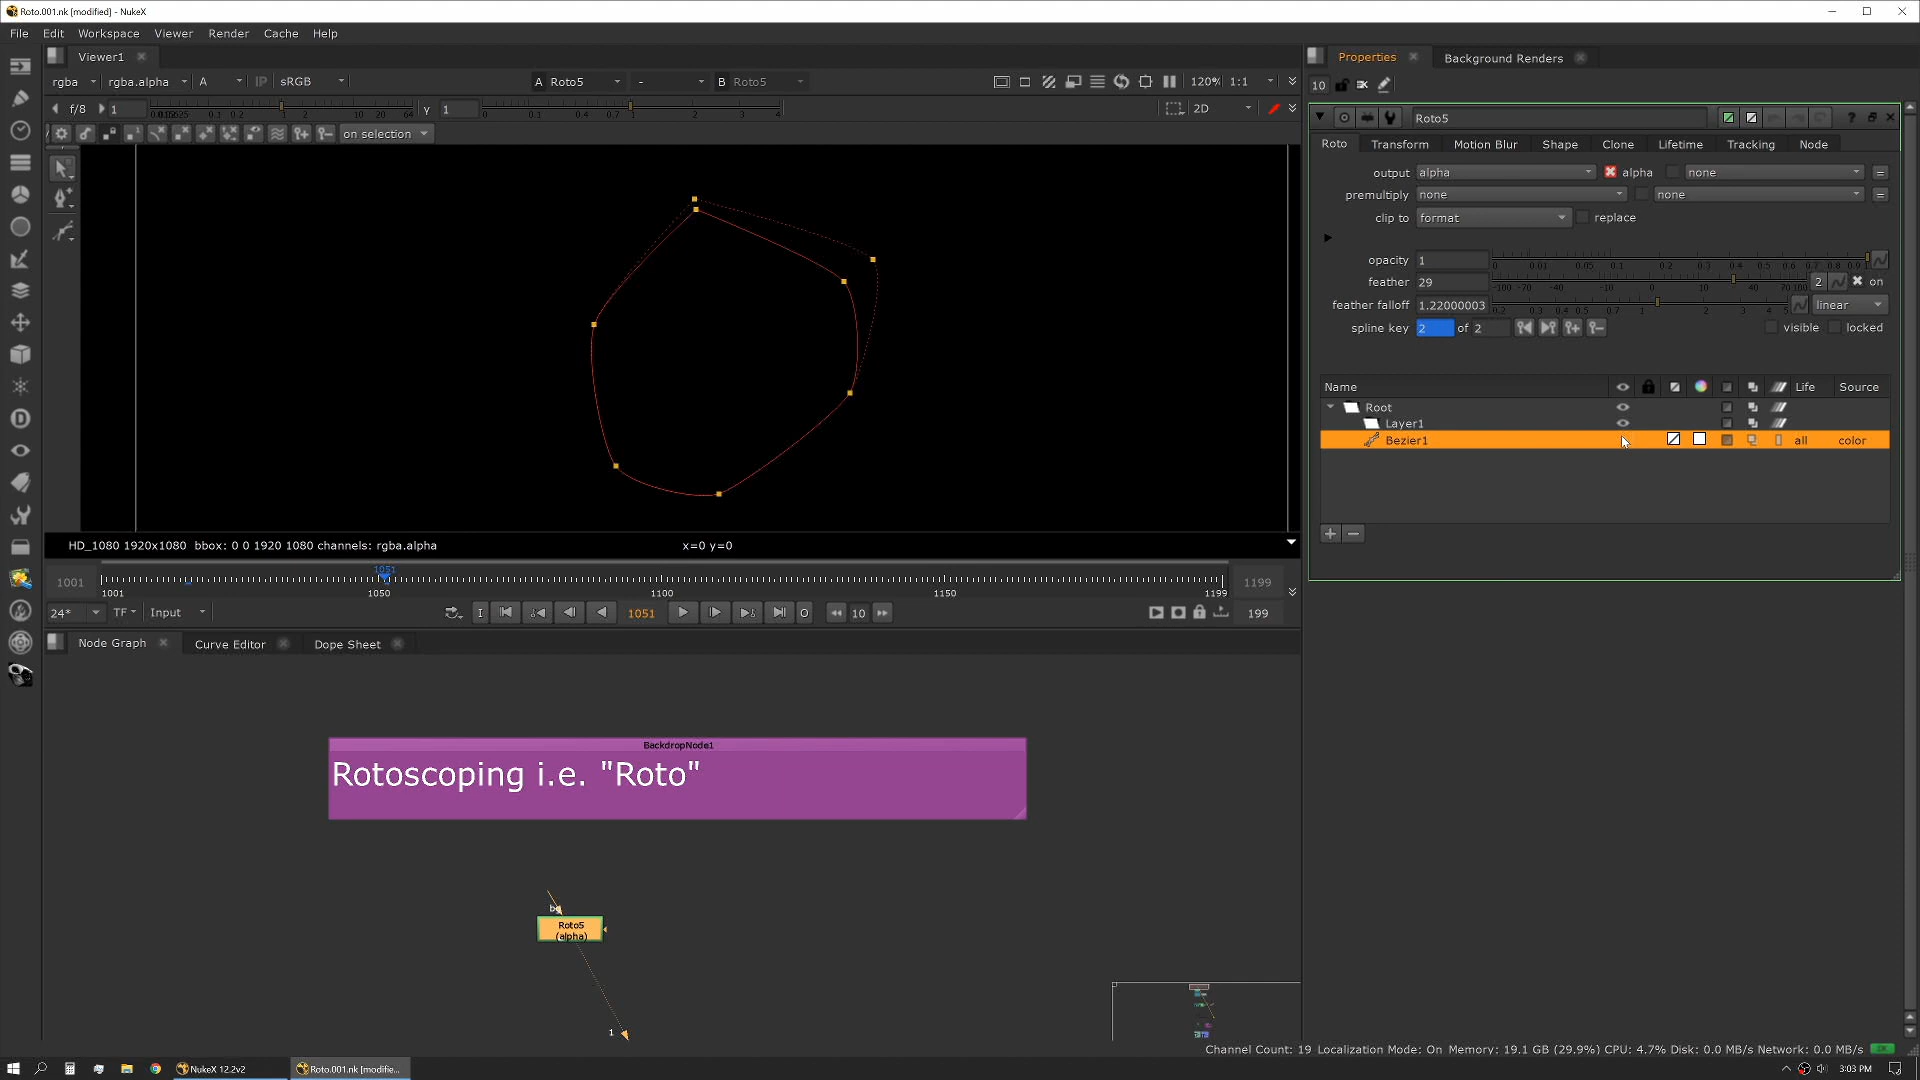 Roto.001.nk [modified] - NukeX
File Edit Workspace Viewer Render Cache Help
Viewer1
rgba rgba.alpha A IP sRGB A Roto5 - B Roto5 120% 1:1
f/8 1 y 1 2D
on selection
HD_1080 1920x1080 bbox: 0 0 1920 1080 channels: rgba.alpha x=0 y=0
1051
1001 1199
1001 1050 1100 1150 1199
24* TF Input I 1051 O 10 199
Node Graph Curve Editor Dope Sheet
BackdropNode1
Rotoscoping i.e. "Roto"
Roto5
(alpha)
1
Properties Background Renders
10
Roto5
Roto Transform Motion Blur Shape Clone Lifetime Tracking Node
output alpha alpha none =
premultiply none none =
clip to format replace
opacity 1
feather 29 2 on
feather falloff 1.22000003 linear
spline key 2 of 2 visible locked
Name Life Source
Root
Layer1
Bezier1 all color
Channel Count: 19 Localization Mode: On Memory: 19.1 GB (29.9%) CPU: 4.7% Disk: 0.0 MB/s Network: 0.0 MB/s
NukeX 12.2v2 Roto.001.nk [modifie... 3:03 PM